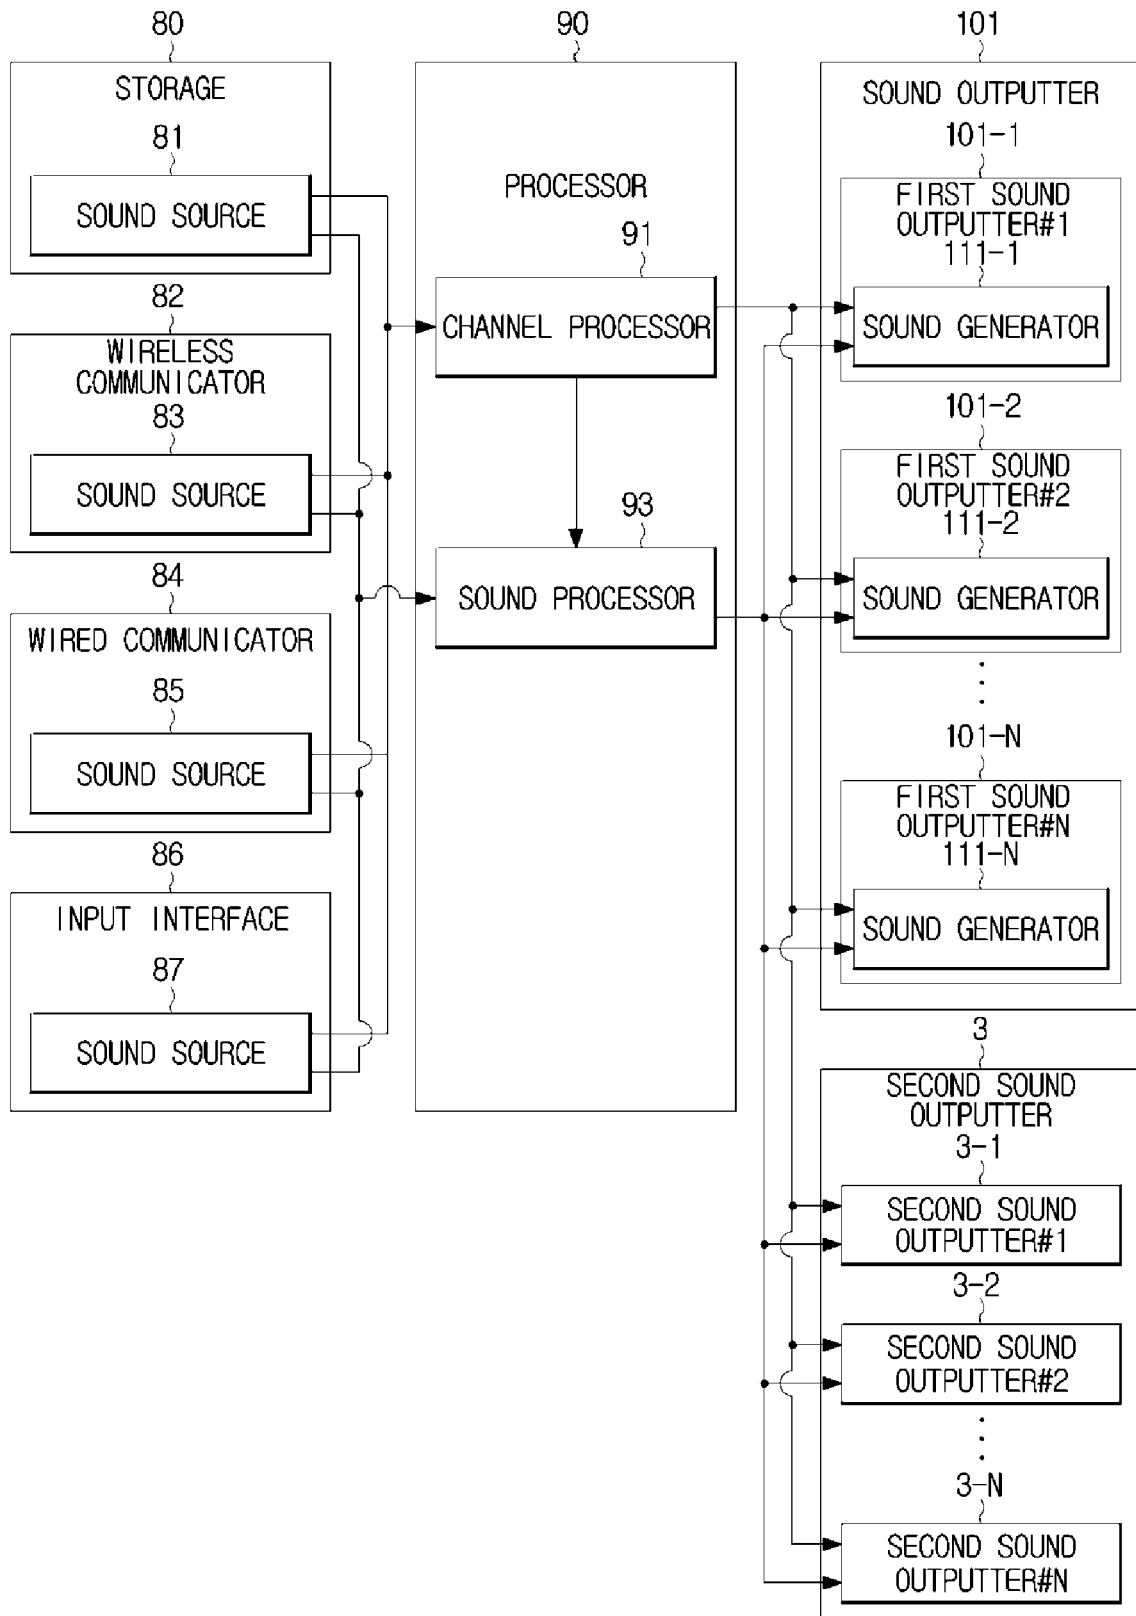 80
STORAGE
81
SOUND SOURCE
82
WIRELESS
COMMUNICATOR
83
SOUND SOURCE
84
WIRED COMMUNICATOR
85
SOUND SOURCE
86
INPUT INTERFACE
87
SOUND SOURCE
90
PROCESSOR
91
CHANNEL PROCESSOR
93
SOUND PROCESSOR
101
SOUND OUTPUTTER
101-1
FIRST SOUND
OUTPUTTER#1
111-1
SOUND GENERATOR
101-2
FIRST SOUND
OUTPUTTER#2
111-2
SOUND GENERATOR
101-N
FIRST SOUND
OUTPUTTER#N
111-N
SOUND GENERATOR
3
SECOND SOUND
OUTPUTTER
3-1
SECOND SOUND
OUTPUTTER#1
3-2
SECOND SOUND
OUTPUTTER#2
3-N
SECOND SOUND
OUTPUTTER#N